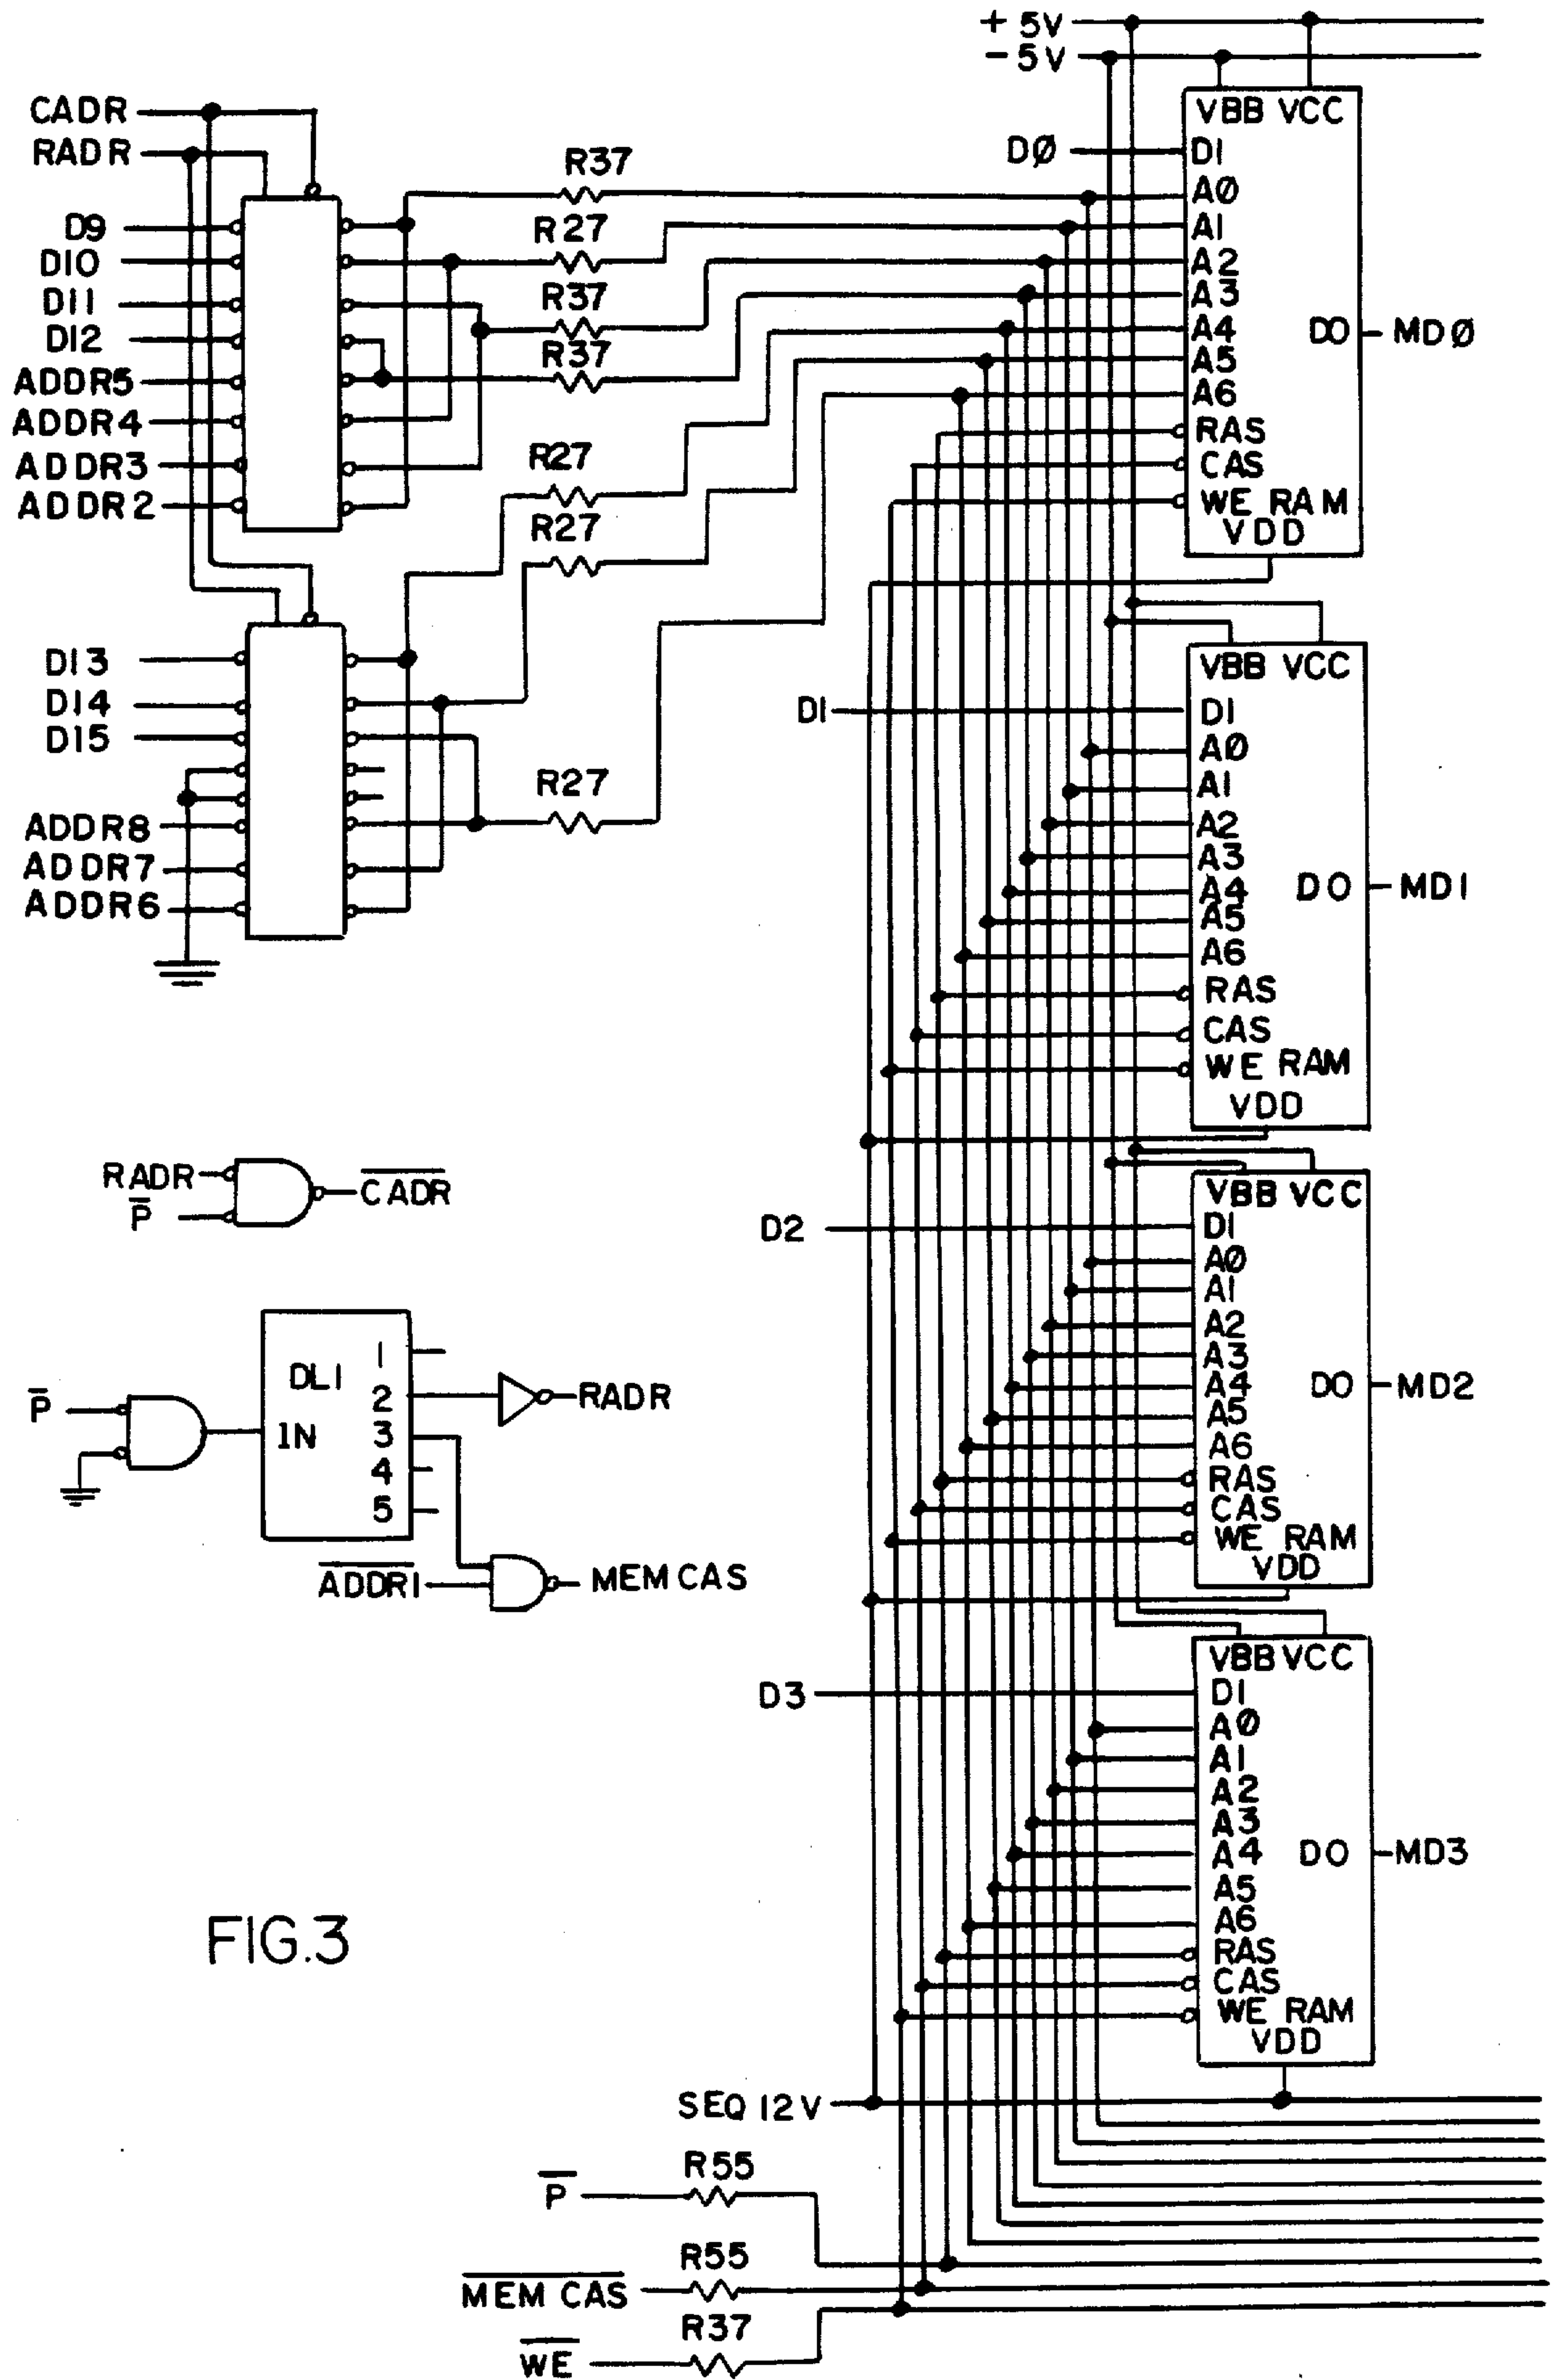 + 5V
- 5V
CADR
RADR
D9
D10
D11
D12
ADDR5
ADDR4
ADDR3
ADDR2
R37
R27
R37
R37
R27
R27
DØ
VBB VCC
DI
AØ
A1
A2
A3
A4
A5
A6
RAS
CAS
WE RAM
VDD
DO
MDØ
D13
D14
D15
ADDR8
ADDR7
ADDR6
R27
D1
VBB VCC
DI
AØ
A1
A2
A3
A4
A5
A6
RAS
CAS
WE RAM
VDD
DO
MD1
RADR
P̅
C̅A̅D̅R̅
D2
VBB VCC
DI
AØ
A1
A2
A3
A4
A5
A6
RAS
CAS
WE RAM
VDD
DO
MD2
P̅
DL1
IN
1
2
3
4
5
RADR
A̅D̅D̅R̅1̅
MEM CAS
D3
VBB VCC
DI
AØ
A1
A2
A3
A4
A5
A6
RAS
CAS
WE RAM
VDD
DO
MD3
FIG.3
SEQ 12V
R55
P̅
R55
M̅E̅M̅ C̅A̅S̅
R37
W̅E̅